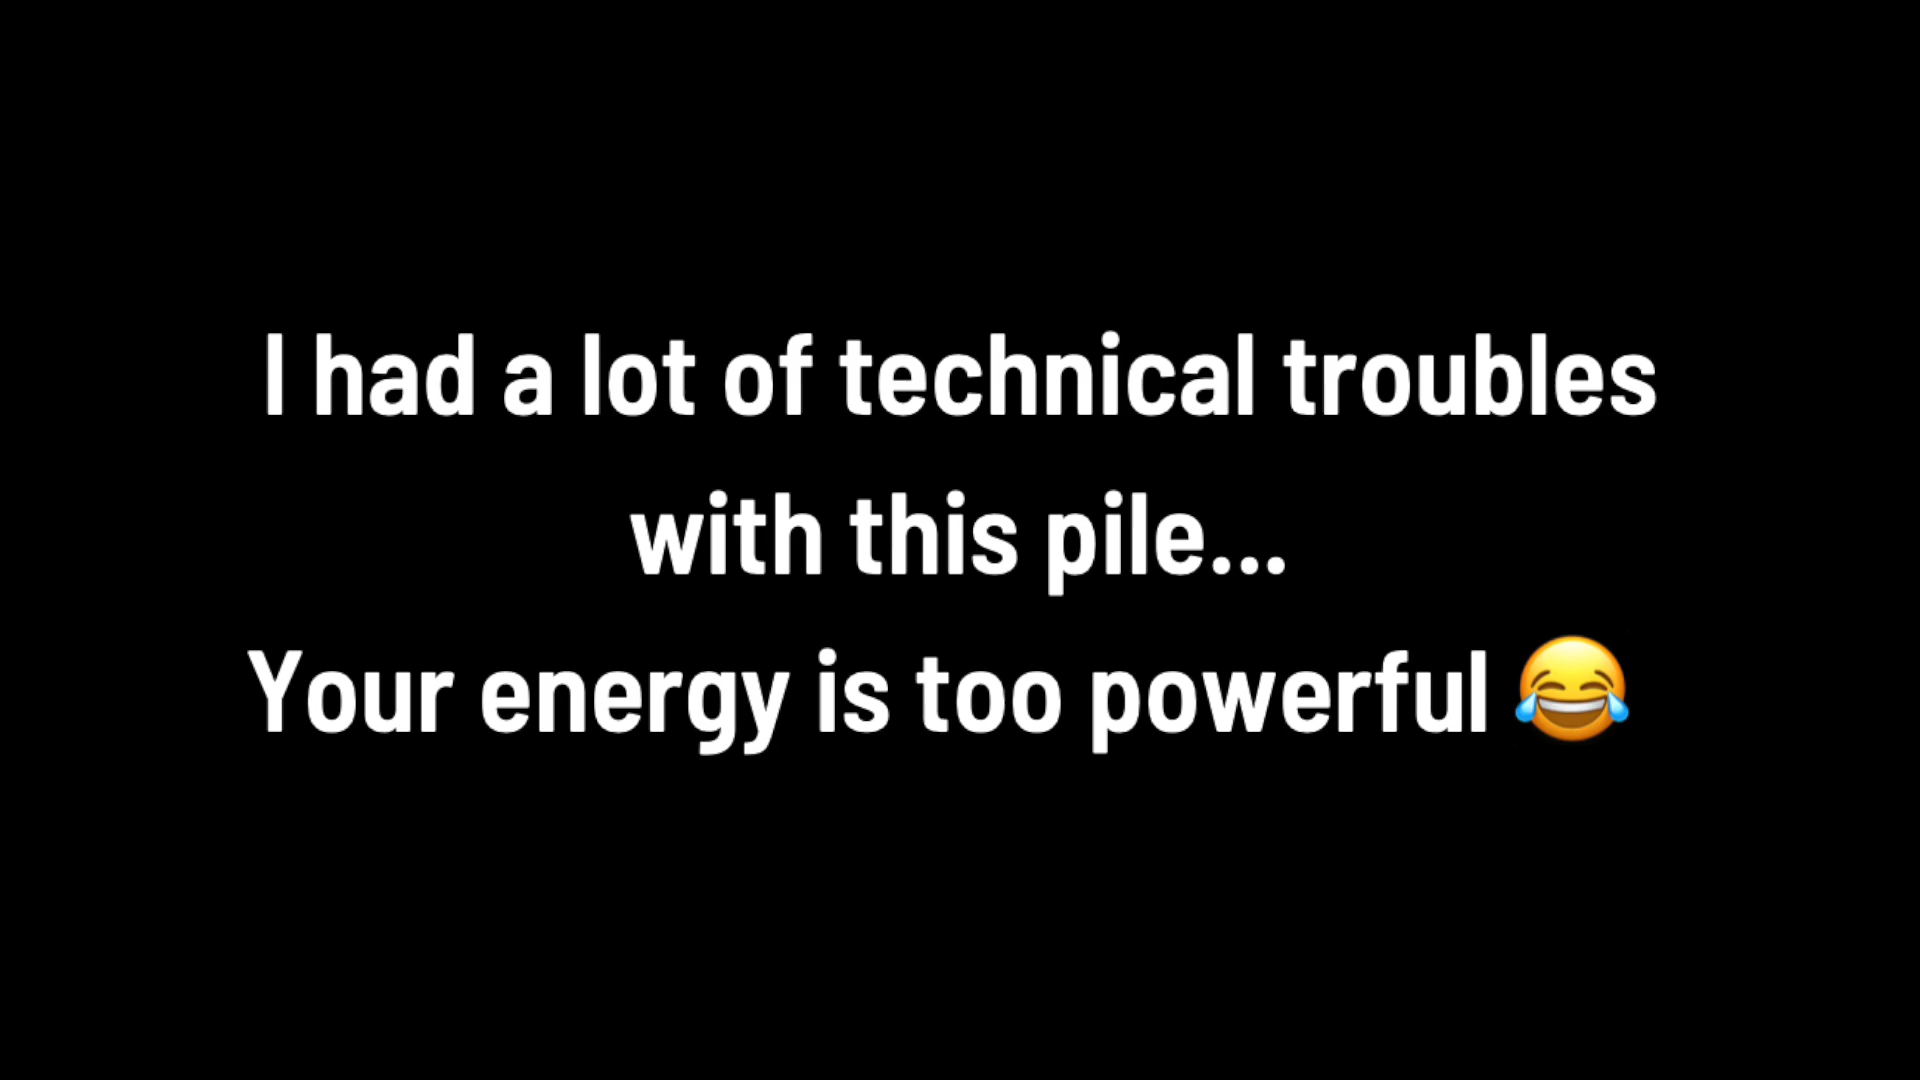 I had a lot of technical troubles
with this pile...
Your energy is too powerful 😂